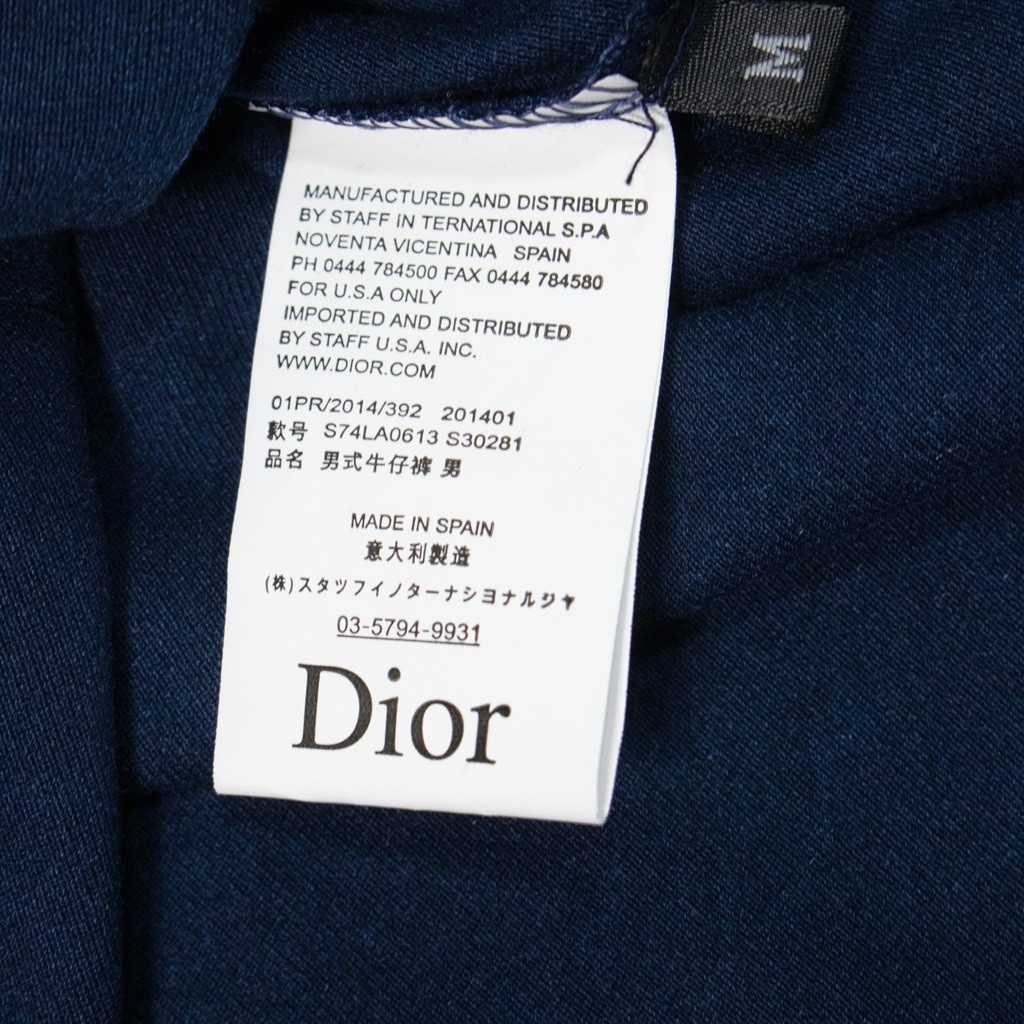 M
MANUFACTURED AND DISTRIBUTED
BY STAFF IN TERNATIONAL S.P.A
NOVENTA VICENTINA SPAIN
PH 0444 784500 FAX 0444 784580
FOR U.S.A ONLY
IMPORTED AND DISTRIBUTED
BY STAFF U.S.A. INC.
WWW.DIOR.COM
01PR/2014/392 201401
款号 S74LA0613 S30281
品名 男式牛仔裤 男
MADE IN SPAIN
意大利製造
(株)スタツフイノターナシヨナルジヤ
03-5794-9931
Dior